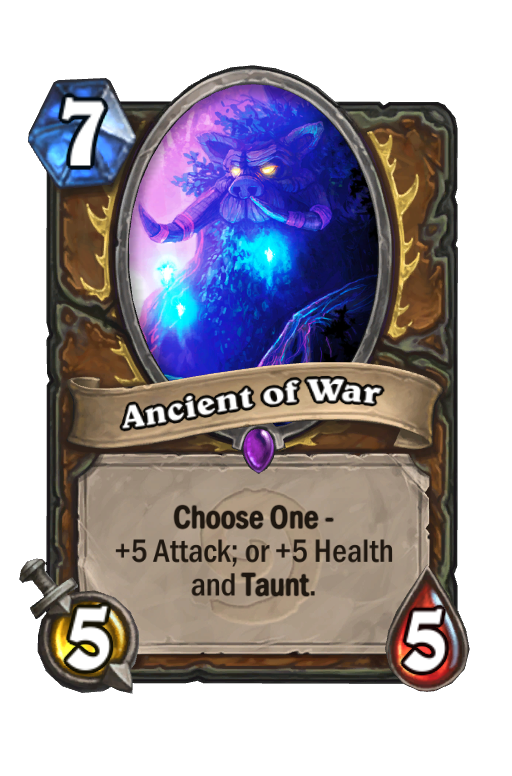 7
Ancient of War
Choose One -
+5 Attack; or +5 Health
and Taunt.
5
5